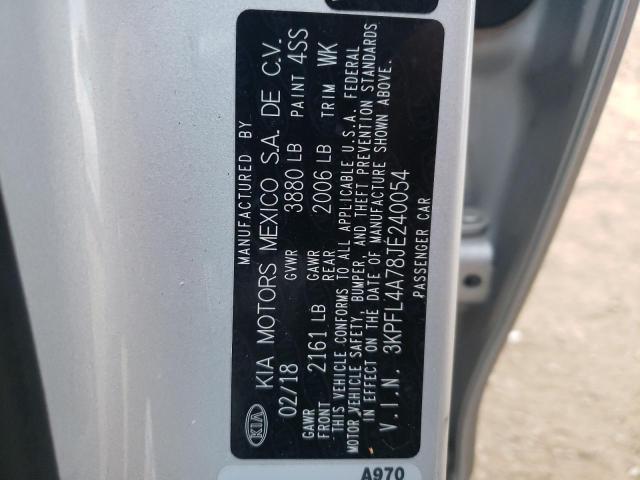 MANUFACTURED BY
KIA KIA MOTORS MEXICO S.A. DE C.V.
02/18 GVWR 3880 LB PAINT 4SS
GAWR FRONT 2161 LB GAWR REAR 2006 LB TRIM WK
THIS VEHICLE CONFORMS TO ALL APPLICABLE U.S.A. FEDERAL
MOTOR VEHICLE SAFETY, BUMPER, AND THEFT PREVENTION STANDARDS
IN EFFECT ON THE DATE OF MANUFACTURE SHOWN ABOVE.
V.I.N. 3KPFL4A78JE240054
PASSENGER CAR
A970